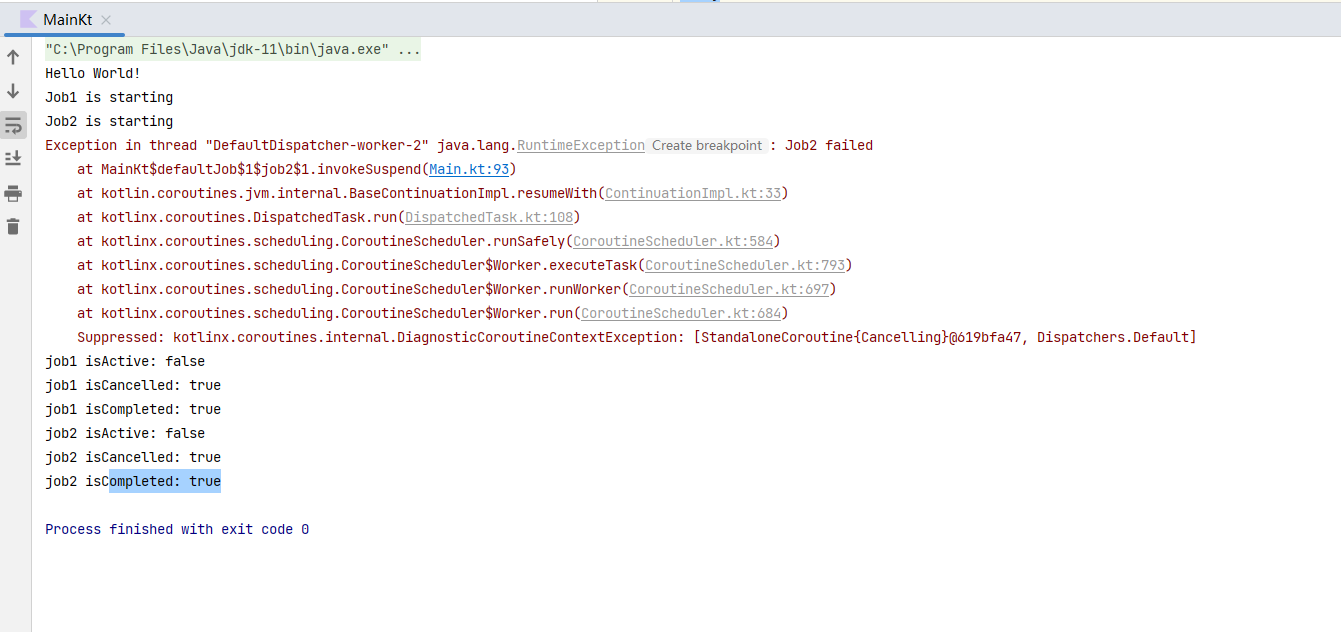 MainKt
"C:\Program Files\Java\jdk-11\bin\java.exe" ...
Hello World!
Job1 is starting
Job2 is starting
Exception in thread "DefaultDispatcher-worker-2" java.lang.RuntimeException Create breakpoint : Job2 failed
at MainKt$defaultJob$1$job2$1.invokeSuspend(Main.kt:93)
at kotlin.coroutines.jvm.internal.BaseContinuationImpl.resumeWith(ContinuationImpl.kt:33)
at kotlinx.coroutines.DispatchedTask.run(DispatchedTask.kt:108)
at kotlinx.coroutines.scheduling.CoroutineScheduler.runSafely(CoroutineScheduler.kt:584)
at kotlinx.coroutines.scheduling.CoroutineScheduler$Worker.executeTask(CoroutineScheduler.kt:793)
at kotlinx.coroutines.scheduling.CoroutineScheduler$Worker.runWorker(CoroutineScheduler.kt:697)
at kotlinx.coroutines.scheduling.CoroutineScheduler$Worker.run(CoroutineScheduler.kt:684)
Suppressed: kotlinx.coroutines.internal.DiagnosticCoroutineContextException: [StandaloneCoroutine{Cancelling}@619bfa47, Dispatchers.Default]
job1 isActive: false
job1 isCancelled: true
job1 isCompleted: true
job2 isActive: false
job2 isCancelled: true
job2 isCompleted: true
Process finished with exit code 0